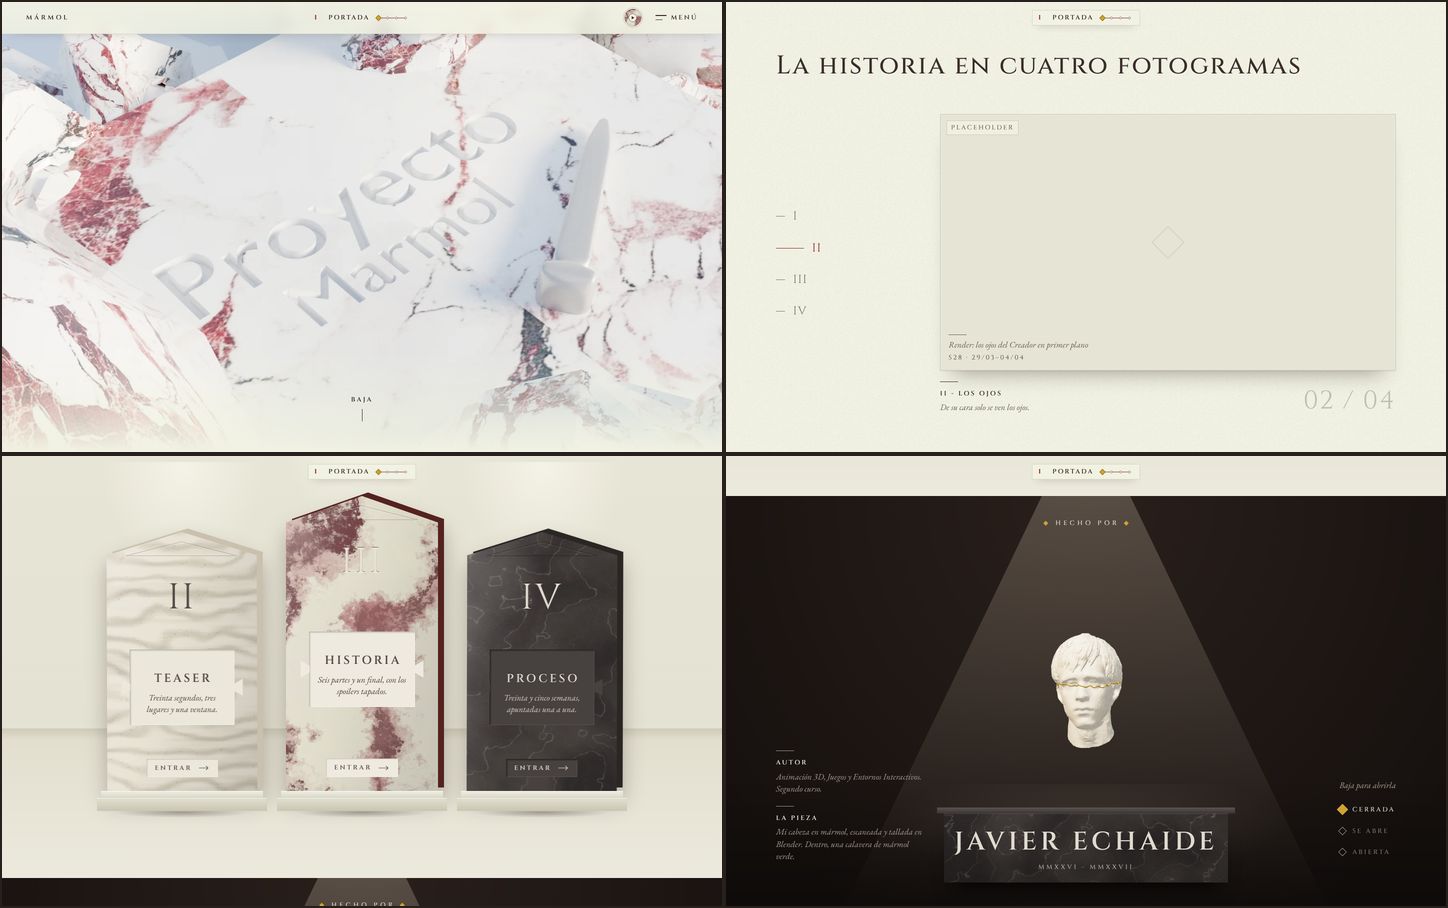 MÁRMOL
I PORTADA
MENÚ
Proyecto
Marmol
BAJA
I PORTADA
LA HISTORIA EN CUATRO FOTOGRAMAS
PLACEHOLDER
I
II
III
IV
Render: los ojos del Creador en primer plano
S28 · 29/03–04/04
II - LOS OJOS
De su cara solo se ven los ojos.
02 / 04
I PORTADA
II
TEASER
Treinta segundos, tres
lugares y una ventana.
ENTRAR →
III
HISTORIA
Seis partes y un final, con los
spoilers tapados.
ENTRAR →
IV
PROCESO
Treinta y cinco semanas,
apuntadas una a una.
ENTRAR →
HECHO POR
I PORTADA
HECHO POR
AUTOR
Animación 3D, Juegos y Entornos Interactivos.
Segundo curso.
LA PIEZA
Mi cabeza en mármol, escaneada y tallada en
Blender. Dentro, una calavera de mármol
verde.
JAVIER ECHAIDE
MMXXVI - MMXXVII
Baja para abrirla
CERRADA
SE ABRE
ABIERTA